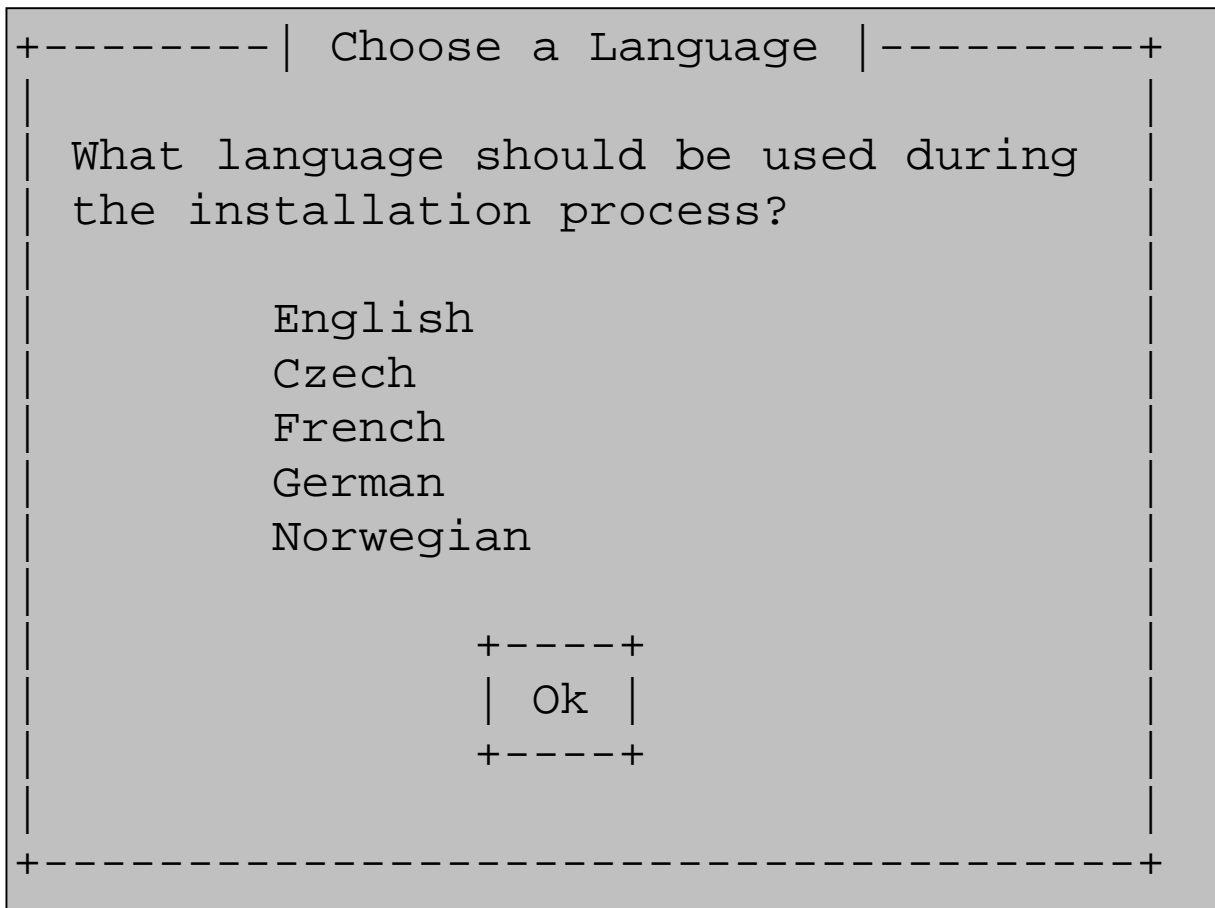 Choose a Language
What language should be used during
the installation process?
English
Czech
French
German
Norwegian
Ok